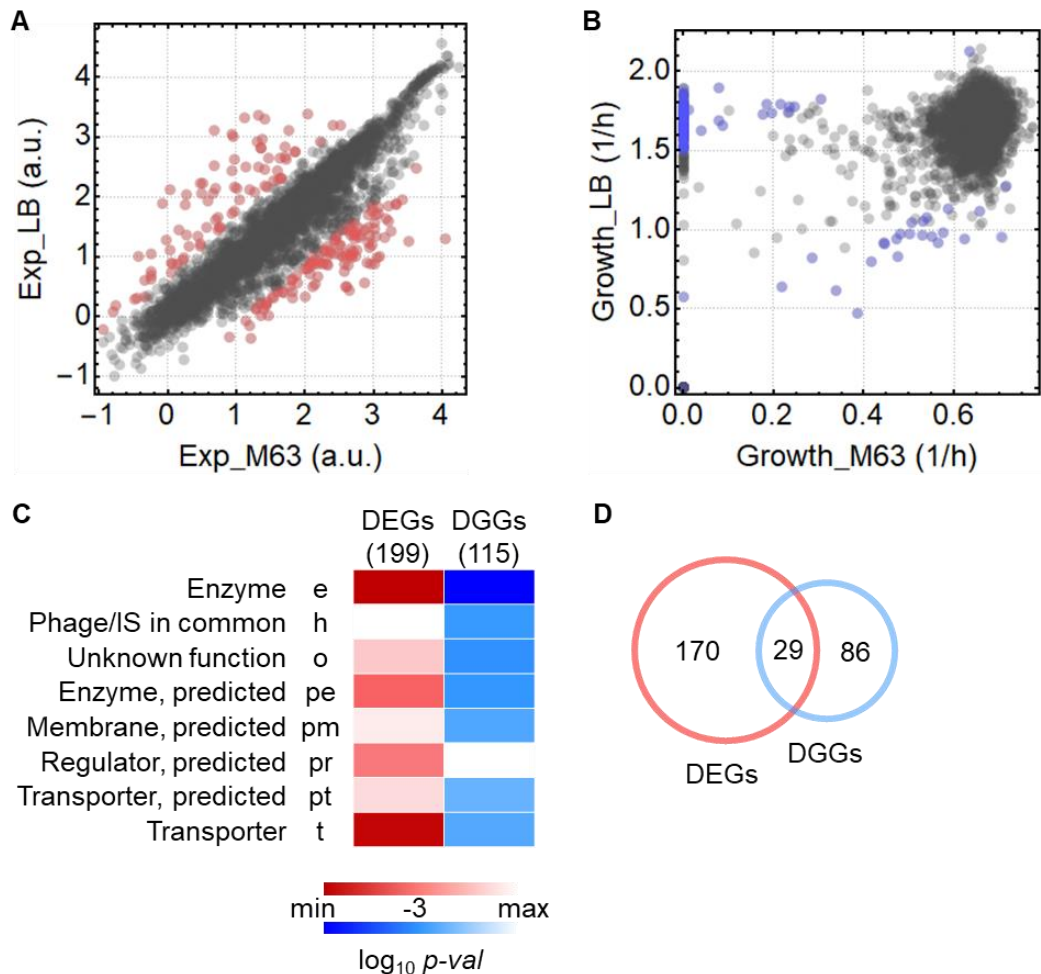 A
4
3
2
1
0
−1
Exp_LB (a.u.)
−1 0 1 2 3 4
Exp_M63 (a.u.)
B
2.0
1.5
1.0
0.5
0.0
Growth_LB (1/h)
0.0 0.2 0.4 0.6
Growth_M63 (1/h)
C
DEGs DGGs
(199) (115)
Enzyme e
Phage/IS in common h
Unknown function o
Enzyme, predicted pe
Membrane, predicted pm
Regulator, predicted pr
Transporter, predicted pt
Transporter t
min -3 max
log₁₀ p-val
D
170 29 86
DEGs DGGs